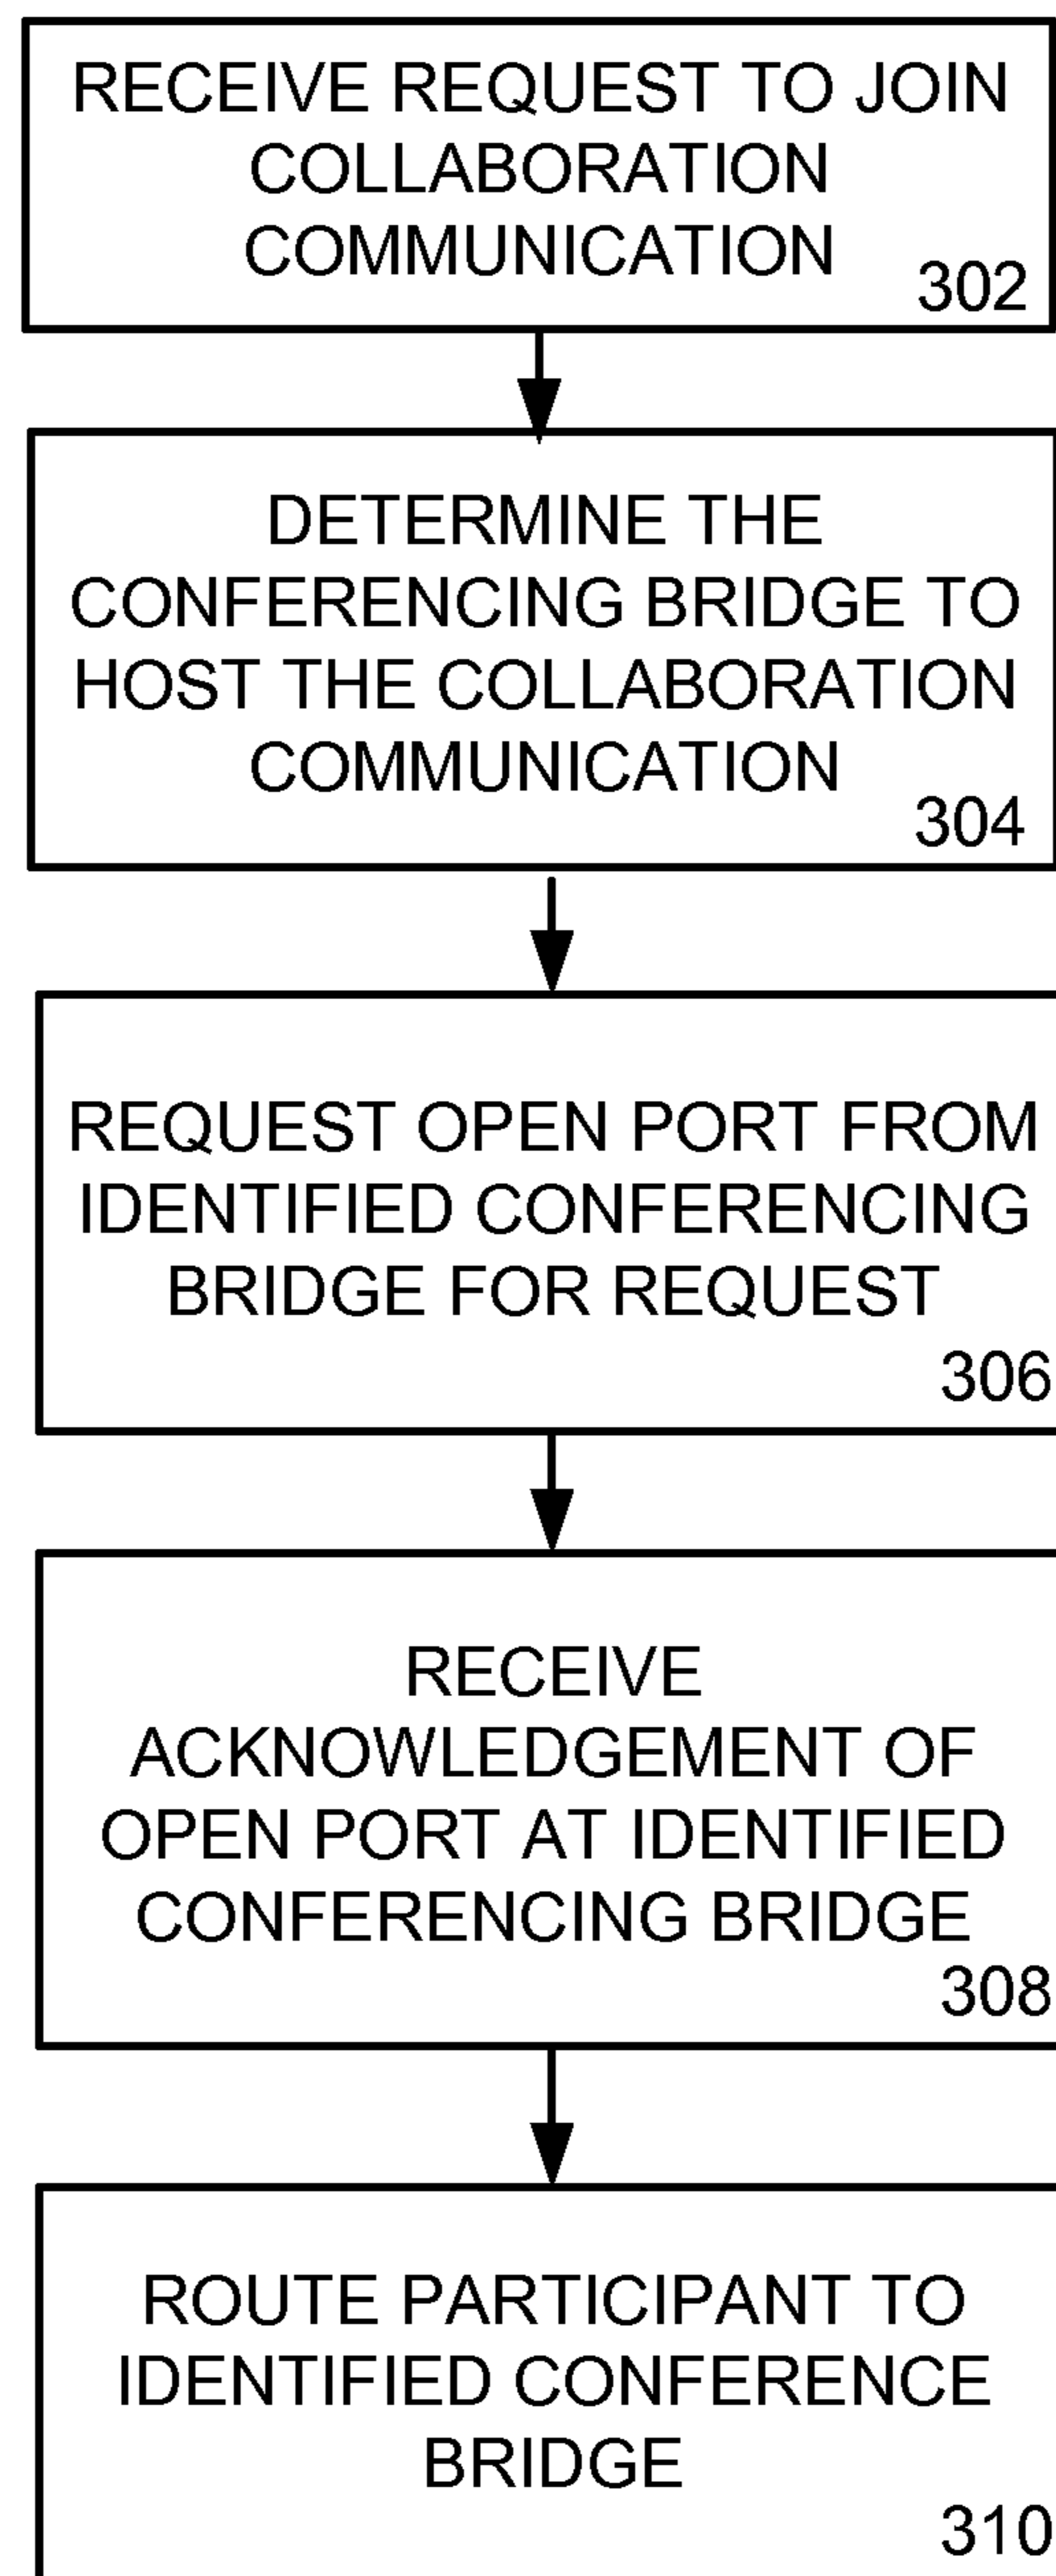 RECEIVE REQUEST TO JOIN
COLLABORATION
COMMUNICATION
302
DETERMINE THE
CONFERENCING BRIDGE TO
HOST THE COLLABORATION
COMMUNICATION
304
REQUEST OPEN PORT FROM
IDENTIFIED CONFERENCING
BRIDGE FOR REQUEST
306
RECEIVE
ACKNOWLEDGEMENT OF
OPEN PORT AT IDENTIFIED
CONFERENCING BRIDGE
308
ROUTE PARTICIPANT TO
IDENTIFIED CONFERENCE
BRIDGE
310